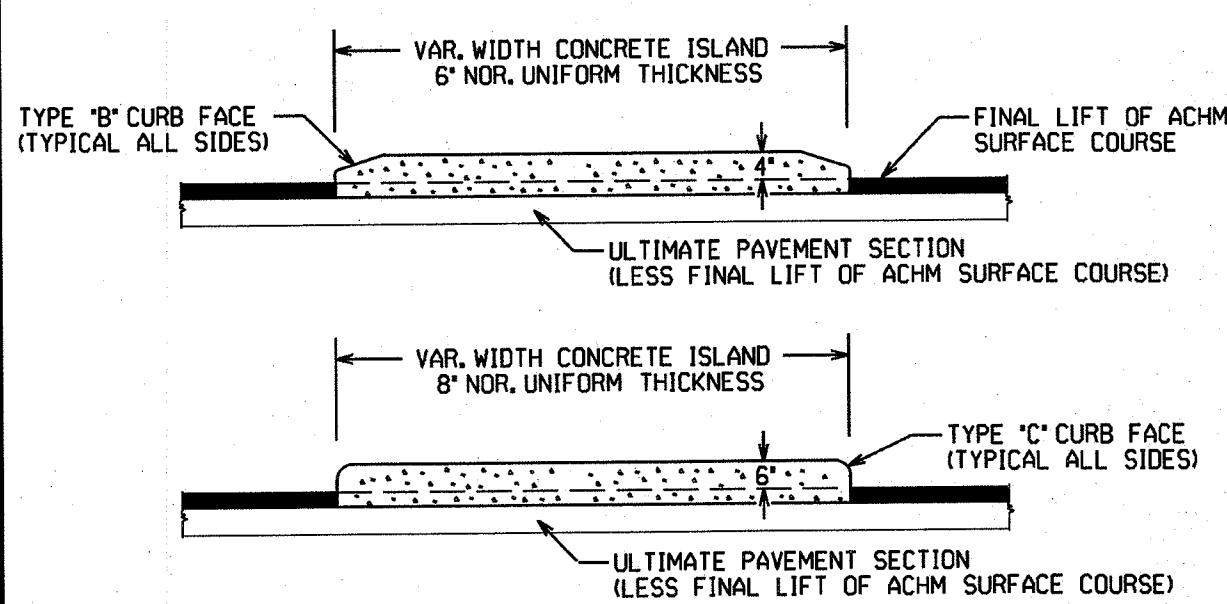 VAR. WIDTH CONCRETE ISLAND
6" NOR. UNIFORM THICKNESS
TYPE "B" CURB FACE
(TYPICAL ALL SIDES)
FINAL LIFT OF ACHM
SURFACE COURSE
4"
ULTIMATE PAVEMENT SECTION
(LESS FINAL LIFT OF ACHM SURFACE COURSE)
VAR. WIDTH CONCRETE ISLAND
8" NOR. UNIFORM THICKNESS
TYPE "C" CURB FACE
(TYPICAL ALL SIDES)
6"
ULTIMATE PAVEMENT SECTION
(LESS FINAL LIFT OF ACHM SURFACE COURSE)